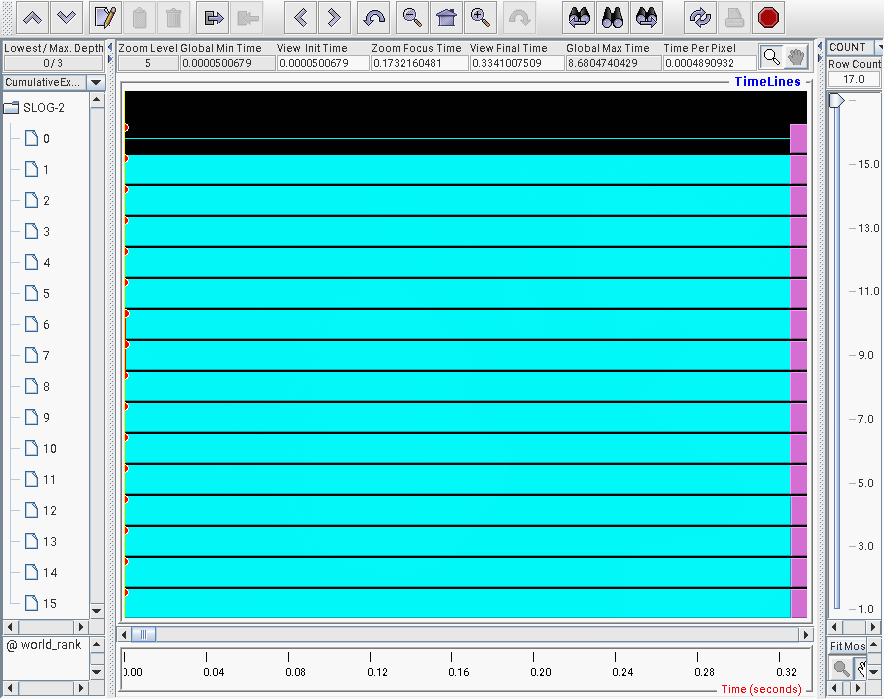 Lowest / Max. Depth Zoom Level Global Min Time View Init Time Zoom Focus Time View Final Time Global Max Time Time Per Pixel
0 / 3 5 0.0000500679 0.0000500679 0.1732160481 0.3341007509 8.6804740429 0.0004890932
COUNT
Row Count
17.0
CumulativeEx...
TimeLines
SLOG-2
0
1
2
3
4
5
6
7
8
9
10
11
12
13
14
15
15.0
13.0
11.0
9.0
7.0
5.0
3.0
1.0
@ world_rank
Fit Mos
0.00 0.04 0.08 0.12 0.16 0.20 0.24 0.28 0.32
Time (seconds)